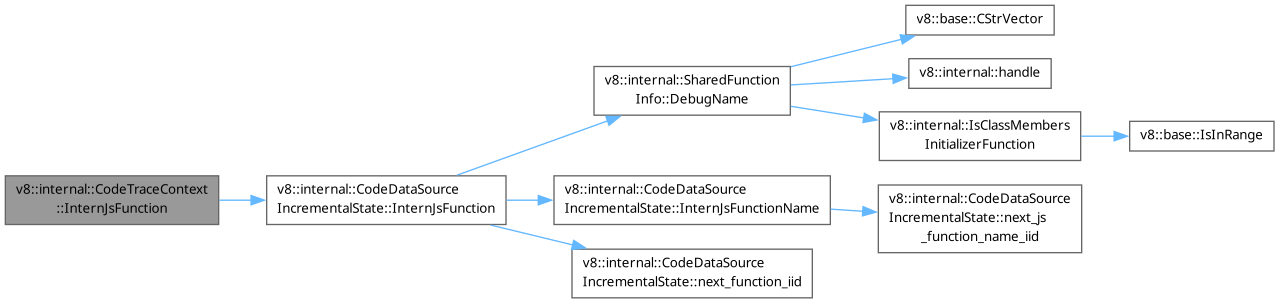 v8::internal::CodeTraceContext
::InternJsFunction
v8::internal::CodeDataSource
IncrementalState::InternJsFunction
v8::internal::SharedFunction
Info::DebugName
v8::base::CStrVector
v8::internal::handle
v8::internal::IsClassMembers
InitializerFunction
v8::base::IsInRange
v8::internal::CodeDataSource
IncrementalState::InternJsFunctionName
v8::internal::CodeDataSource
IncrementalState::next_js
_function_name_iid
v8::internal::CodeDataSource
IncrementalState::next_function_iid